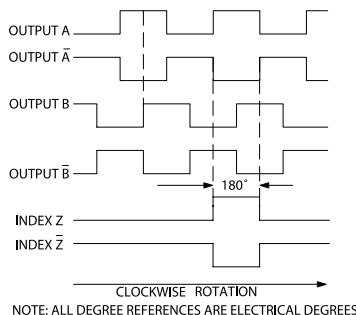 OUTPUT A
OUTPUT A̅
OUTPUT B
OUTPUT B̅
180°
INDEX Z
INDEX Z̅
CLOCKWISE ROTATION
NOTE: ALL DEGREE REFERENCES ARE ELECTRICAL DEGREES